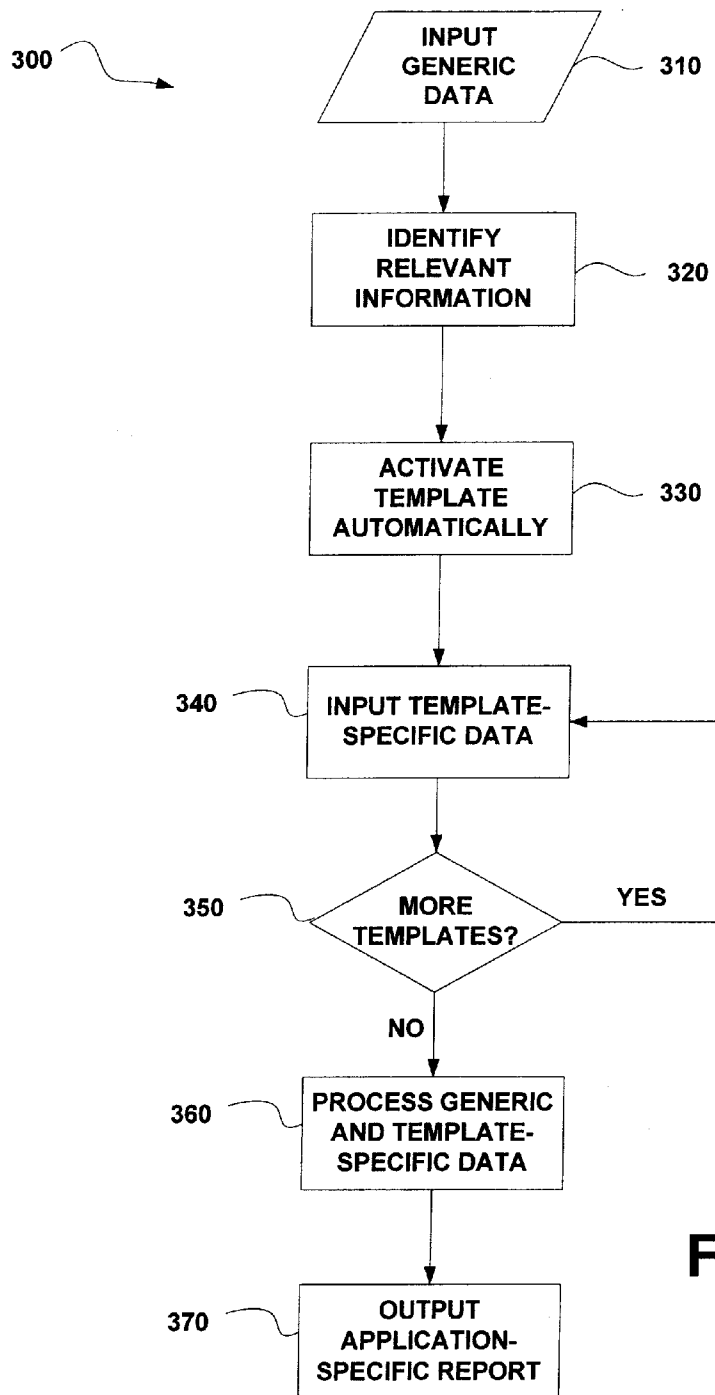 300
INPUT
GENERIC
DATA
310
IDENTIFY
RELEVANT
INFORMATION
320
ACTIVATE
TEMPLATE
AUTOMATICALLY
330
340
INPUT TEMPLATE-
SPECIFIC DATA
350
MORE
TEMPLATES?
YES
NO
360
PROCESS GENERIC
AND TEMPLATE-
SPECIFIC DATA
F
370
OUTPUT
APPLICATION-
SPECIFIC REPORT